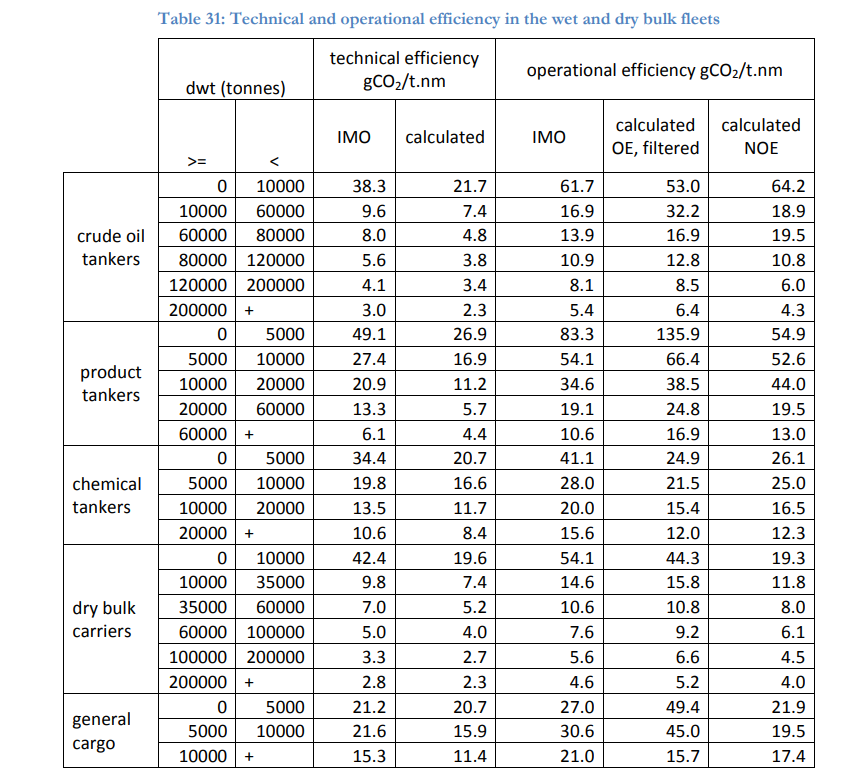 Table 31: Technical and operational efficiency in the wet and dry bulk fleets
dwt (tonnes) technical efficiency gCO₂/t.nm operational efficiency gCO₂/t.nm
>= < IMO calculated IMO calculated OE, filtered calculated NOE
crude oil tankers
0 10000 38.3 21.7 61.7 53.0 64.2
10000 60000 9.6 7.4 16.9 32.2 18.9
60000 80000 8.0 4.8 13.9 16.9 19.5
80000 120000 5.6 3.8 10.9 12.8 10.8
120000 200000 4.1 3.4 8.1 8.5 6.0
200000 + 3.0 2.3 5.4 6.4 4.3
product tankers
0 5000 49.1 26.9 83.3 135.9 54.9
5000 10000 27.4 16.9 54.1 66.4 52.6
10000 20000 20.9 11.2 34.6 38.5 44.0
20000 60000 13.3 5.7 19.1 24.8 19.5
60000 + 6.1 4.4 10.6 16.9 13.0
chemical tankers
0 5000 34.4 20.7 41.1 24.9 26.1
5000 10000 19.8 16.6 28.0 21.5 25.0
10000 20000 13.5 11.7 20.0 15.4 16.5
20000 + 10.6 8.4 15.6 12.0 12.3
dry bulk carriers
0 10000 42.4 19.6 54.1 44.3 19.3
10000 35000 9.8 7.4 14.6 15.8 11.8
35000 60000 7.0 5.2 10.6 10.8 8.0
60000 100000 5.0 4.0 7.6 9.2 6.1
100000 200000 3.3 2.7 5.6 6.6 4.5
200000 + 2.8 2.3 4.6 5.2 4.0
general cargo
0 5000 21.2 20.7 27.0 49.4 21.9
5000 10000 21.6 15.9 30.6 45.0 19.5
10000 + 15.3 11.4 21.0 15.7 17.4